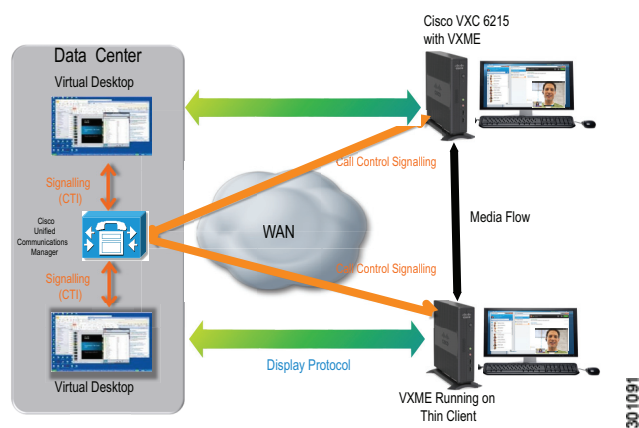 Cisco VXC 6215
with VXME
Data Center
Virtual Desktop
Call Control Signalling
Signalling
(CTI)
Cisco
Unified
Communications
Manager
WAN
Media Flow
Signalling
(CTI)
Call Control Signalling
Display Protocol
Virtual Desktop
VXME Running on
Thin Client
301091